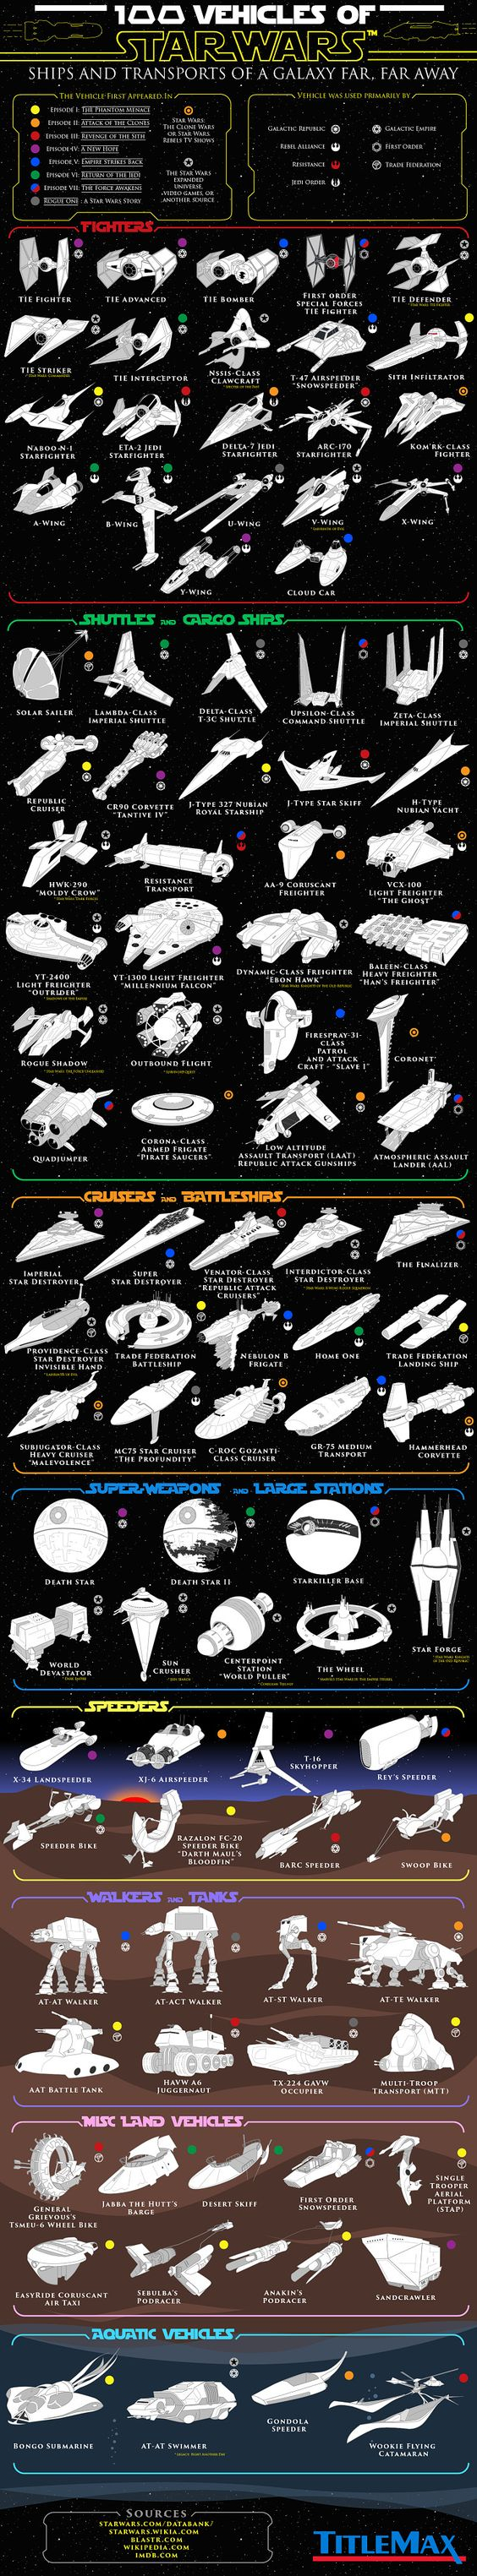 100 VEHICLES OF
STAR WARS™
SHIPS AND TRANSPORTS OF A GALAXY FAR, FAR AWAY
THE VEHICLE FIRST APPEARED IN
EPISODE I: THE PHANTOM MENACE
EPISODE II: ATTACK OF THE CLONES
EPISODE III: REVENGE OF THE SITH
EPISODE IV: A NEW HOPE
EPISODE V: EMPIRE STRIKES BACK
EPISODE VI: RETURN OF THE JEDI
EPISODE VII: THE FORCE AWAKENS
ROGUE ONE : A STAR WARS STORY
STAR WARS:
THE CLONE WARS
OR STAR WARS
REBELS TV SHOWS
THE STAR WARS
EXPANDED
UNIVERSE,
VIDEO GAMES, OR
ANOTHER SOURCE
VEHICLE WAS USED PRIMARILY BY
GALACTIC REPUBLIC
REBEL ALLIANCE
RESISTANCE
JEDI ORDER
GALACTIC EMPIRE
FIRST ORDER
TRADE FEDERATION
FIGHTERS
TIE FIGHTER
TIE ADVANCED
TIE BOMBER
FIRST ORDER
SPECIAL FORCES
TIE FIGHTER
TIE DEFENDER
TIE STRIKER
TIE INTERCEPTOR
NSSIS-CLASS
CLAWCRAFT
T-47 AIRSPEEDER
"SNOWSPEEDER"
SITH INFILTRATOR
NABOO N-1
STARFIGHTER
ETA-2 JEDI
STARFIGHTER
DELTA-7 JEDI
STARFIGHTER
ARC-170
STARFIGHTER
KOM'RK-CLASS
FIGHTER
A-WING
B-WING
U-WING
V-WING
X-WING
Y-WING
CLOUD CAR
SHUTTLES AND CARGO SHIPS
SOLAR SAILER
LAMBDA-CLASS
IMPERIAL SHUTTLE
DELTA-CLASS
T-3C SHUTTLE
UPSILON-CLASS
COMMAND SHUTTLE
ZETA-CLASS
IMPERIAL SHUTTLE
REPUBLIC
CRUISER
CR90 CORVETTE
"TANTIVE IV"
J-TYPE 327 NUBIAN
ROYAL STARSHIP
J-TYPE STAR SKIFF
H-TYPE
NUBIAN YACHT
HWK-290
"MOLDY CROW"
RESISTANCE
TRANSPORT
AA-9 CORUSCANT
FREIGHTER
VCX-100
LIGHT FREIGHTER
"THE GHOST"
YT-2400
LIGHT FREIGHTER
"OUTRIDER"
YT-1300 LIGHT FREIGHTER
"MILLENNIUM FALCON"
DYNAMIC-CLASS FREIGHTER
"EBON HAWK"
BALEEN-CLASS
HEAVY FREIGHTER
"HAN'S FREIGHTER"
ROGUE SHADOW
OUTBOUND FLIGHT
FIRESPRAY-31-
CLASS
PATROL
AND ATTACK
CRAFT - "SLAVE I"
CORONET
QUADJUMPER
CORONA-CLASS
ARMED FRIGATE
"PIRATE SAUCERS"
LOW ALTITUDE
ASSAULT TRANSPORT (LAAT)
REPUBLIC ATTACK GUNSHIPS
ATMOSPHERIC ASSAULT
LANDER (AAL)
CRUISERS AND BATTLESHIPS
IMPERIAL
STAR DESTROYER
SUPER
STAR DESTROYER
VENATOR-CLASS
STAR DESTROYER
"REPUBLIC ATTACK
CRUISERS"
INTERDICTOR-CLASS
STAR DESTROYER
THE FINALIZER
PROVIDENCE-CLASS
STAR DESTROYER
INVISIBLE HAND
TRADE FEDERATION
BATTLESHIP
NEBULON B
FRIGATE
HOME ONE
TRADE FEDERATION
LANDING SHIP
SUBJUGATOR-CLASS
HEAVY CRUISER
"MALEVOLENCE"
MC75 STAR CRUISER
"THE PROFUNDITY"
C-ROC GOZANTI-
CLASS CRUISER
GR-75 MEDIUM
TRANSPORT
HAMMERHEAD
CORVETTE
SUPER-WEAPONS AND LARGE STATIONS
DEATH STAR
DEATH STAR II
STARKILLER BASE
STAR FORGE
WORLD
DEVASTATOR
SUN
CRUSHER
CENTERPOINT
STATION
"WORLD PULLER"
THE WHEEL
SPEEDERS
X-34 LANDSPEEDER
XJ-6 AIRSPEEDER
T-16
SKYHOPPER
REY'S SPEEDER
SPEEDER BIKE
RAZALON FC-20
SPEEDER BIKE
"DARTH MAUL'S
BLOODFIN"
BARC SPEEDER
SWOOP BIKE
WALKERS AND TANKS
AT-AT WALKER
AT-ACT WALKER
AT-ST WALKER
AT-TE WALKER
AAT BATTLE TANK
HAVW A6
JUGGERNAUT
TX-224 GAVW
OCCUPIER
MULTI-TROOP
TRANSPORT (MTT)
MISC LAND VEHICLES
GENERAL
GRIEVOUS'S
TSMEU-6 WHEEL BIKE
JABBA THE HUTT'S
BARGE
DESERT SKIFF
FIRST ORDER
SNOWSPEEDER
SINGLE
TROOPER
AERIAL
PLATFORM
(STAP)
EASYRIDE CORUSCANT
AIR TAXI
SEBULBA'S
PODRACER
ANAKIN'S
PODRACER
SANDCRAWLER
AQUATIC VEHICLES
BONGO SUBMARINE
AT-AT SWIMMER
GONDOLA
SPEEDER
WOOKIE FLYING
CATAMARAN
SOURCES
STARWARS.COM/DATABANK/
STARWARS.WIKIA.COM
BLASTR.COM
WIKIPEDIA.COM
IMDB.COM
TITLEMAX